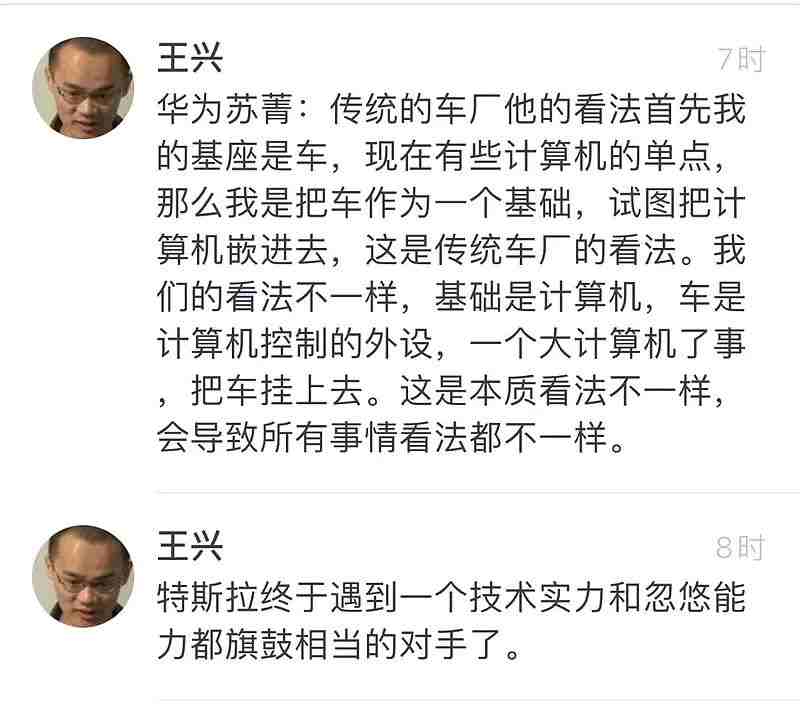 王兴
7时
华为苏菁：传统的车厂他的看法首先我
的基座是车，现在有些计算机的单点，
那么我是把车作为一个基础，试图把计
算机嵌进去，这是传统车厂的看法。我
们的看法不一样，基础是计算机，车是
计算机控制的外设，一个大计算机了事
，把车挂上去。这是本质看法不一样，
会导致所有事情看法都不一样。
王兴
8时
特斯拉终于遇到一个技术实力和忽悠能
力都旗鼓相当的对手了。